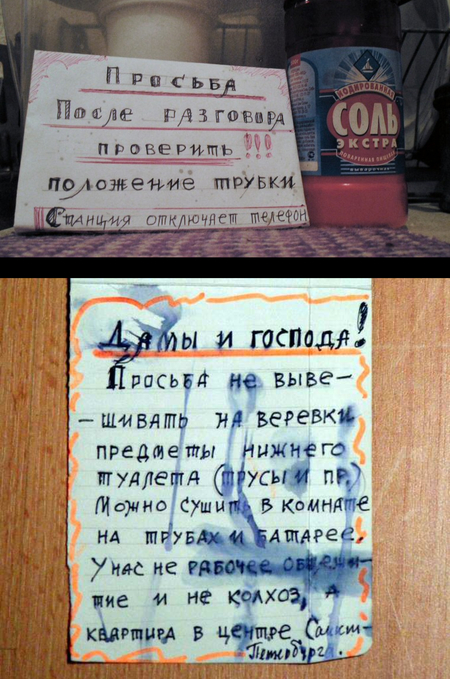 Просьба
После разговора
проверить!!!
положение трубки
Станция отключает телефон
ЙОДИРОВАННАЯ
СОЛЬ
ЭКСТРА
ПОВАРЕННАЯ ПИЩЕВАЯ
Дамы и господа!
Просьба не выве-
-шивать на веревки
предметы нижнего
туалета (трусы и пр.)
Можно сушить в комнате
на трубах и батарее.
У нас не рабочее общежи-
тие и не колхоз, а
квартира в центре Санкт-
Петербурга.